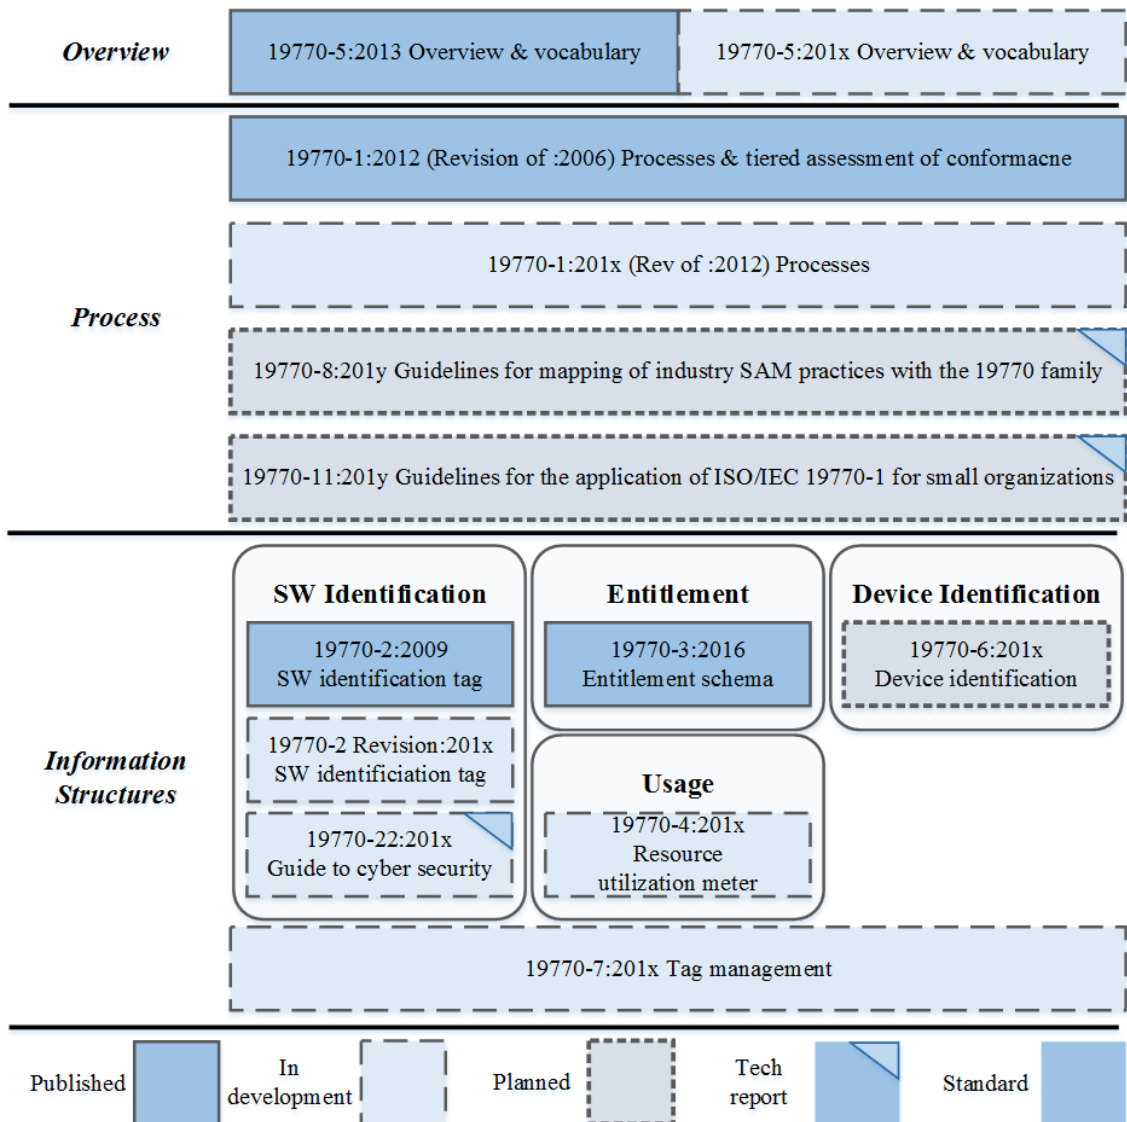 Overview
19770-5:2013 Overview & vocabulary
19770-5:201x Overview & vocabulary
Process
19770-1:2012 (Revision of :2006) Processes & tiered assessment of conformacne
19770-1:201x (Rev of :2012) Processes
19770-8:201y Guidelines for mapping of industry SAM practices with the 19770 family
19770-11:201y Guidelines for the application of ISO/IEC 19770-1 for small organizations
Information
Structures
SW Identification
19770-2:2009
SW identification tag
19770-2 Revision:201x
SW identificiation tag
19770-22:201x
Guide to cyber security
Entitlement
19770-3:2016
Entitlement schema
Usage
19770-4:201x
Resource
utilization meter
Device Identification
19770-6:201x
Device identification
19770-7:201x Tag management
Published
In
development
Planned
Tech
report
Standard